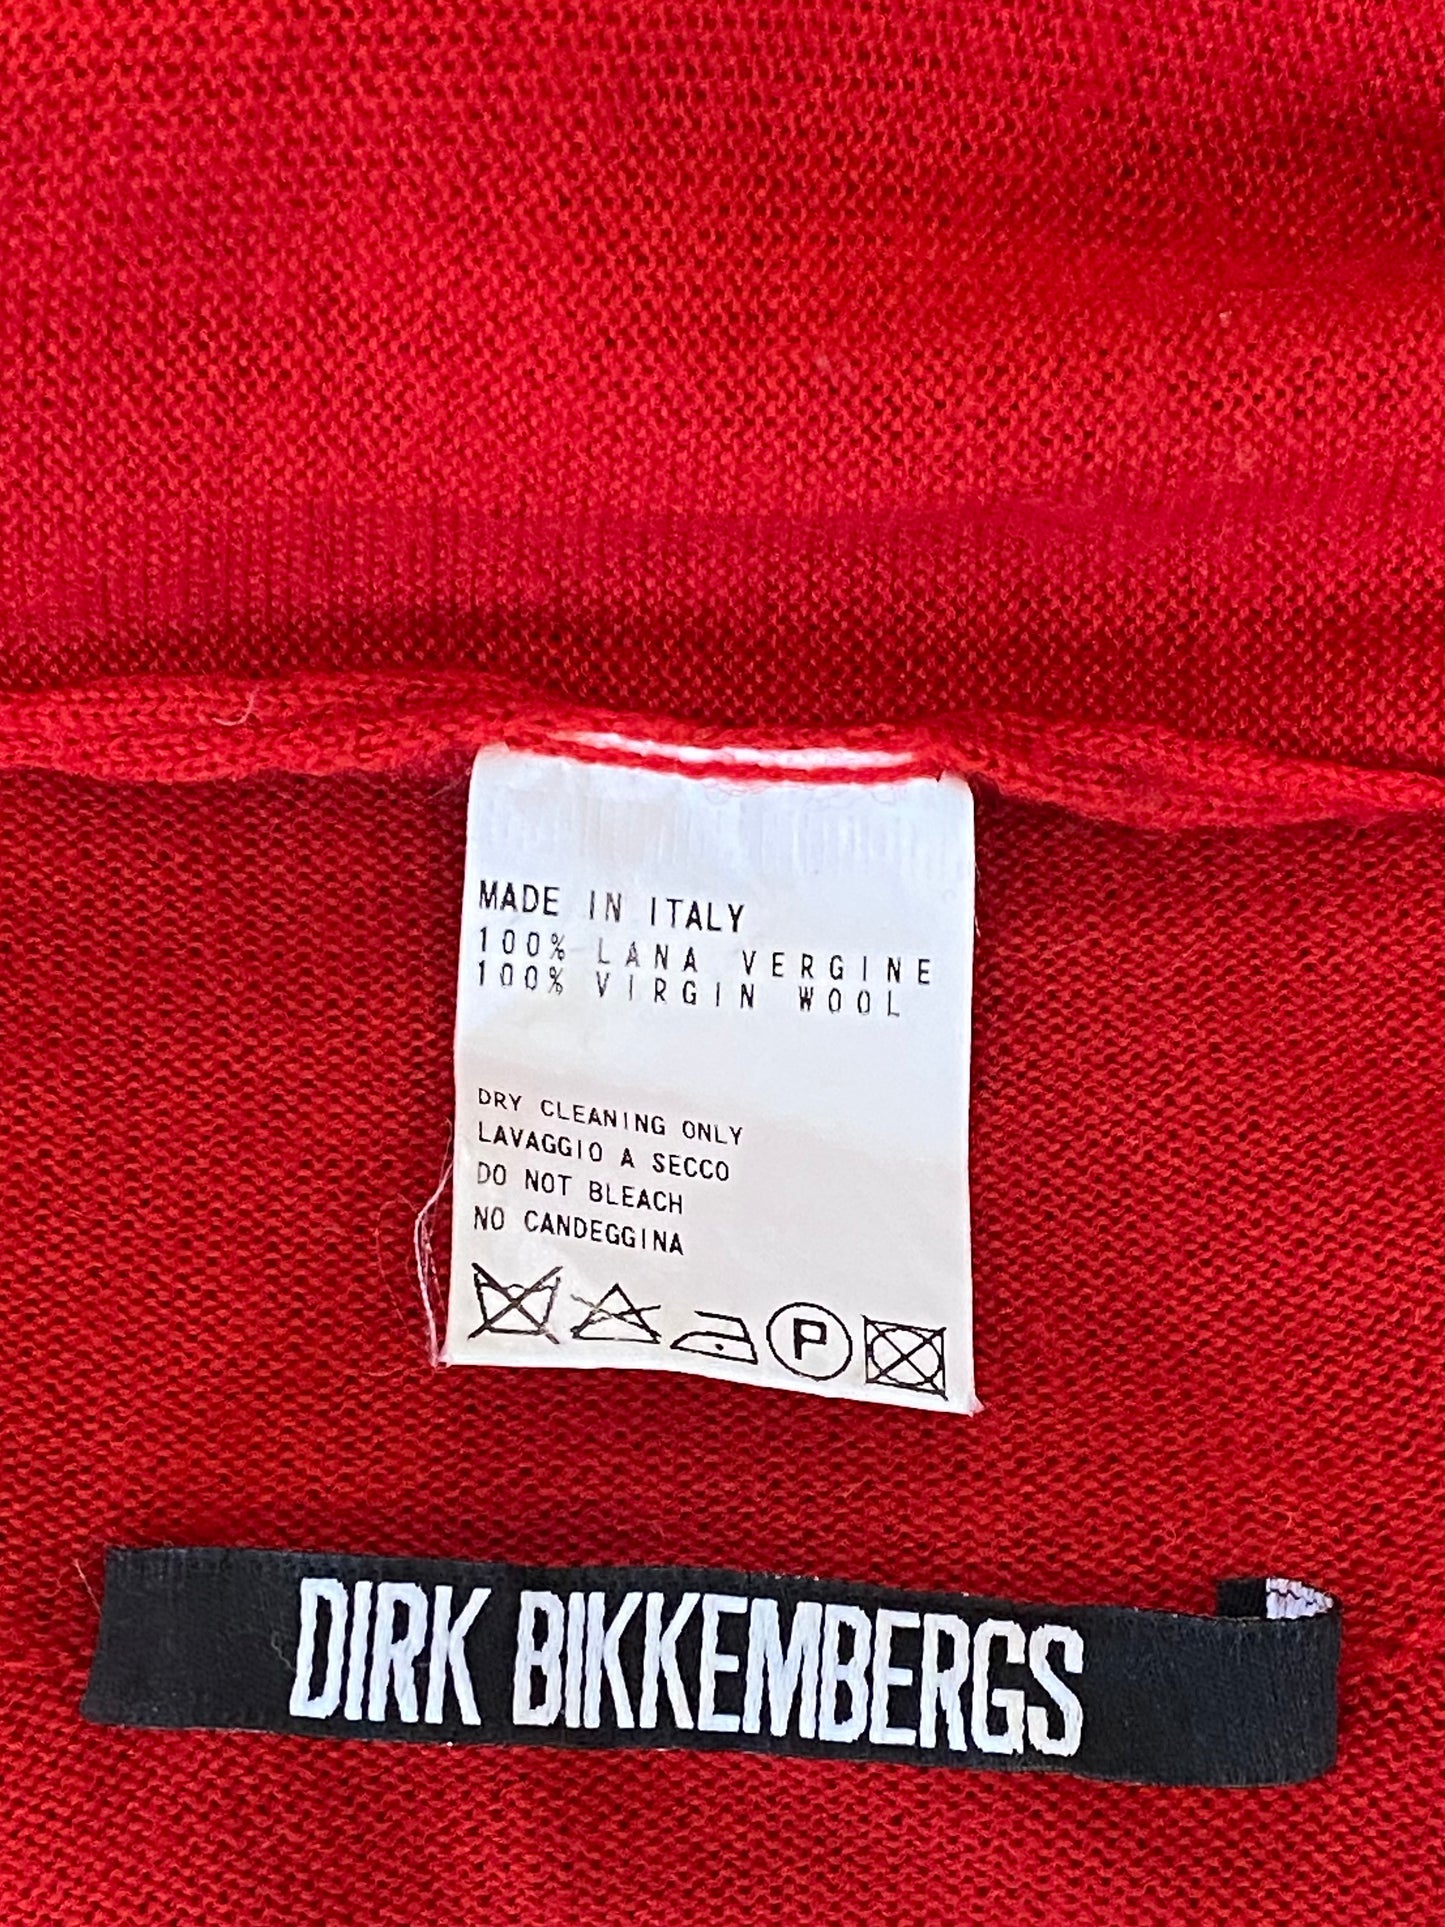 MADE IN ITALY
100% LANA VERGINE
100% VIRGIN WOOL
DRY CLEANING ONLY
LAVAGGIO A SECCO
DO NOT BLEACH
NO CANDEGGINA
P
DIRK BIKKEMBERGS